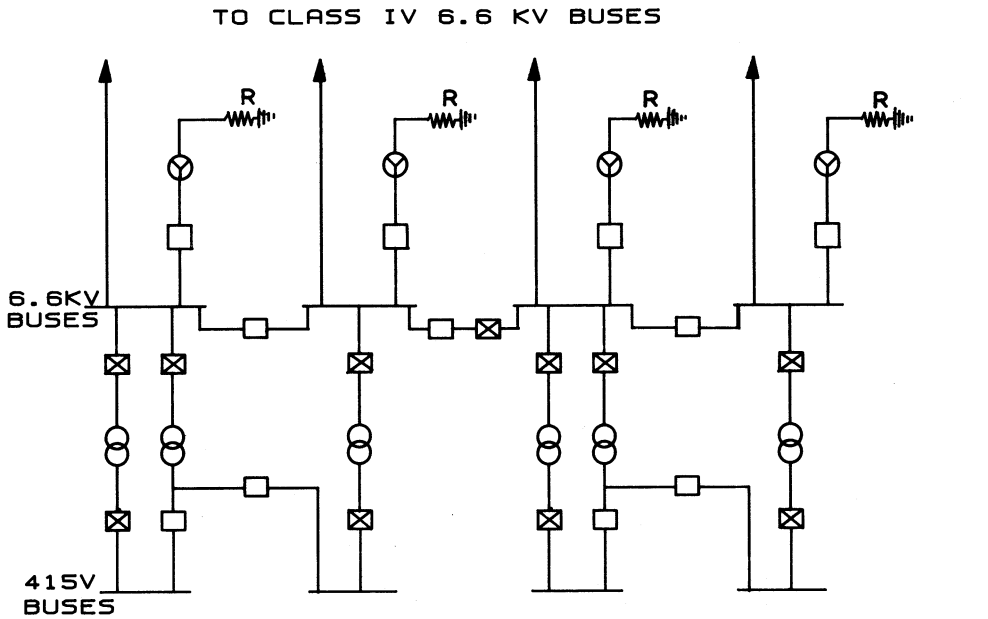 TO CLASS IV 6.6 KV BUSES
R
R
R
R
6.6KV
BUSES
415V
BUSES